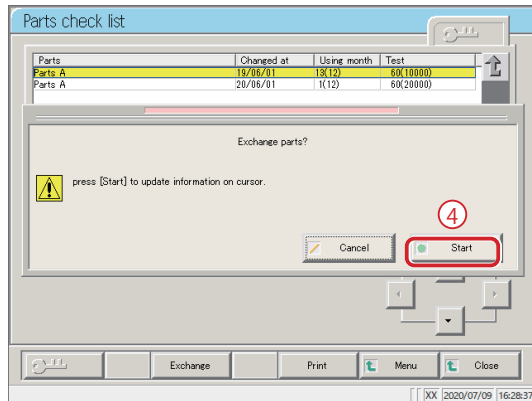 Parts check list
Parts Changed at Using month Test
Parts A 19/06/01 13(12) 60(10000)
Parts A 20/06/01 1(12) 60(20000)
Exchange parts?
press [Start] to update information on cursor.
4
Cancel Start
Exchange Print Menu Close
XX 2020/07/09 16:28:37